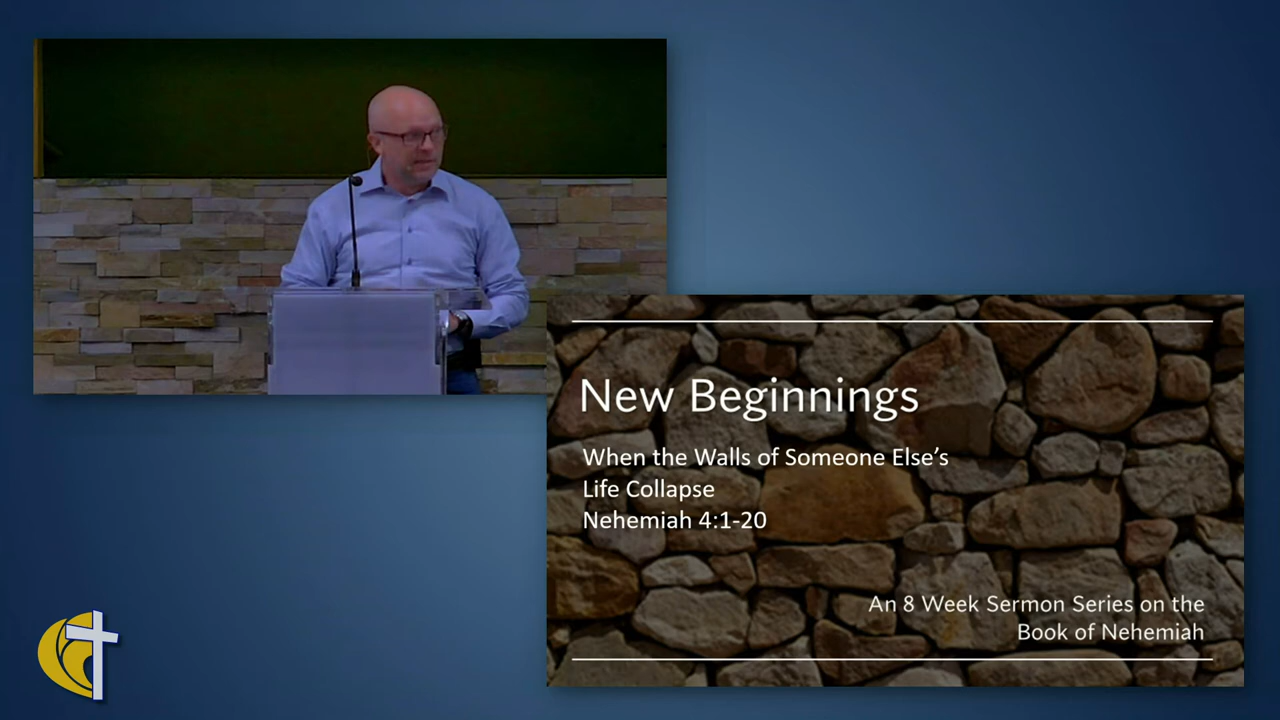 New Beginnings
When the Walls of Someone Else’s
Life Collapse
Nehemiah 4:1-20
An 8 Week Sermon Series on the
Book of Nehemiah